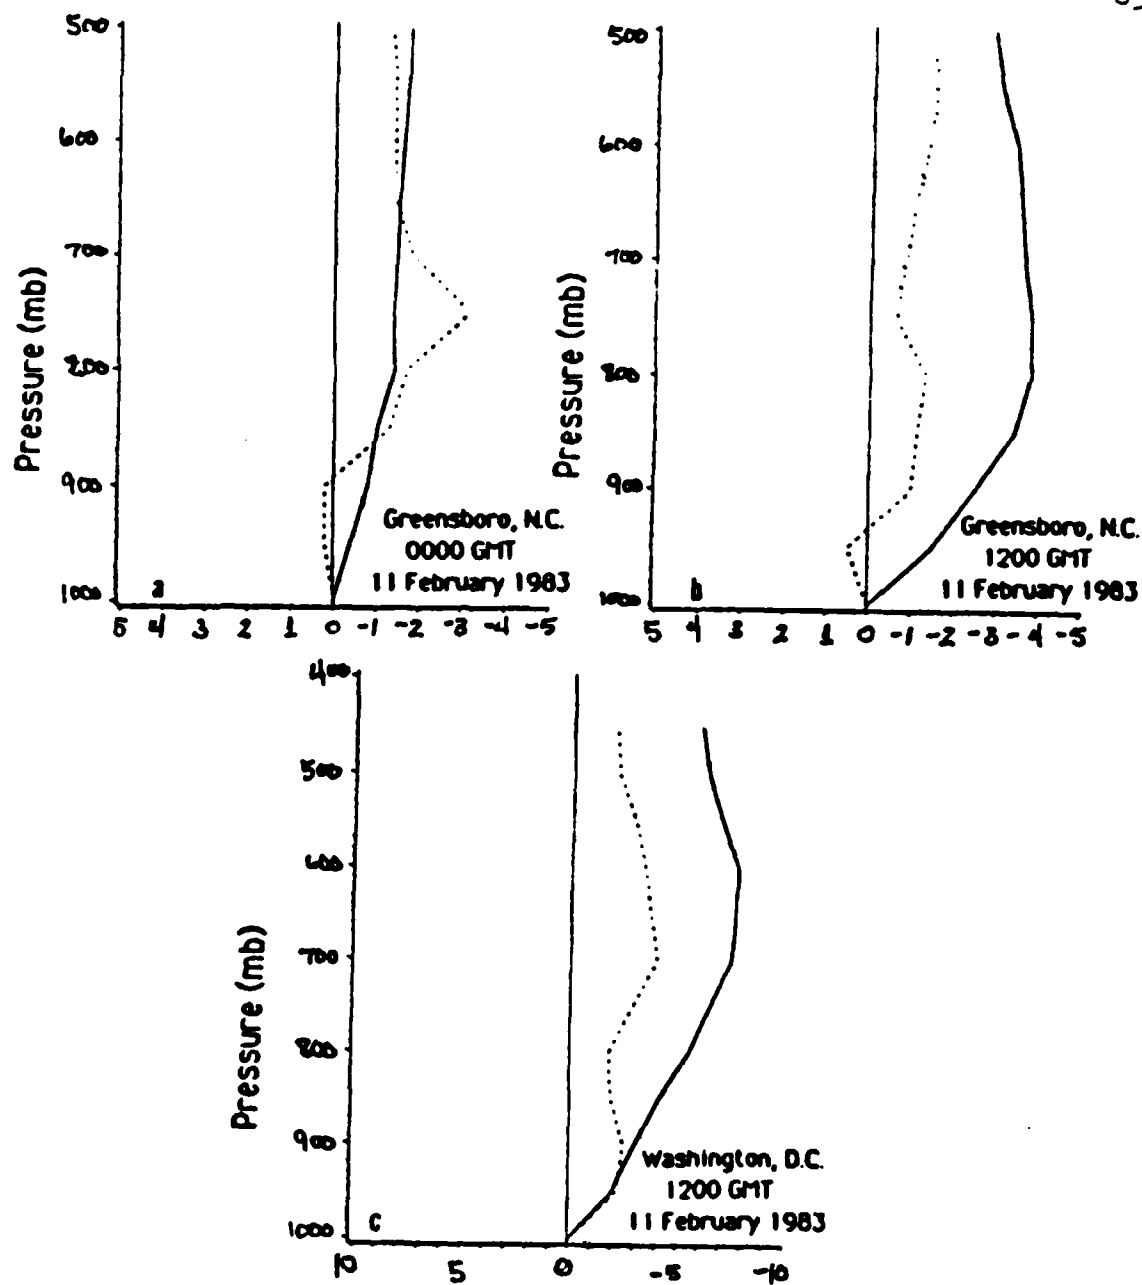 500
600
700
800
900
1000
Pressure (mb)
a
Greensboro, N.C.
0000 GMT
11 February 1983
5 4 3 2 1 0 -1 -2 -3 -4 -5
500
600
700
800
900
1000
Pressure (mb)
b
Greensboro, N.C.
1200 GMT
11 February 1983
5 4 3 2 1 0 -1 -2 -3 -4 -5
400
500
600
700
800
900
1000
Pressure (mb)
c
Washington, D.C.
1200 GMT
11 February 1983
10 5 0 -5 -10